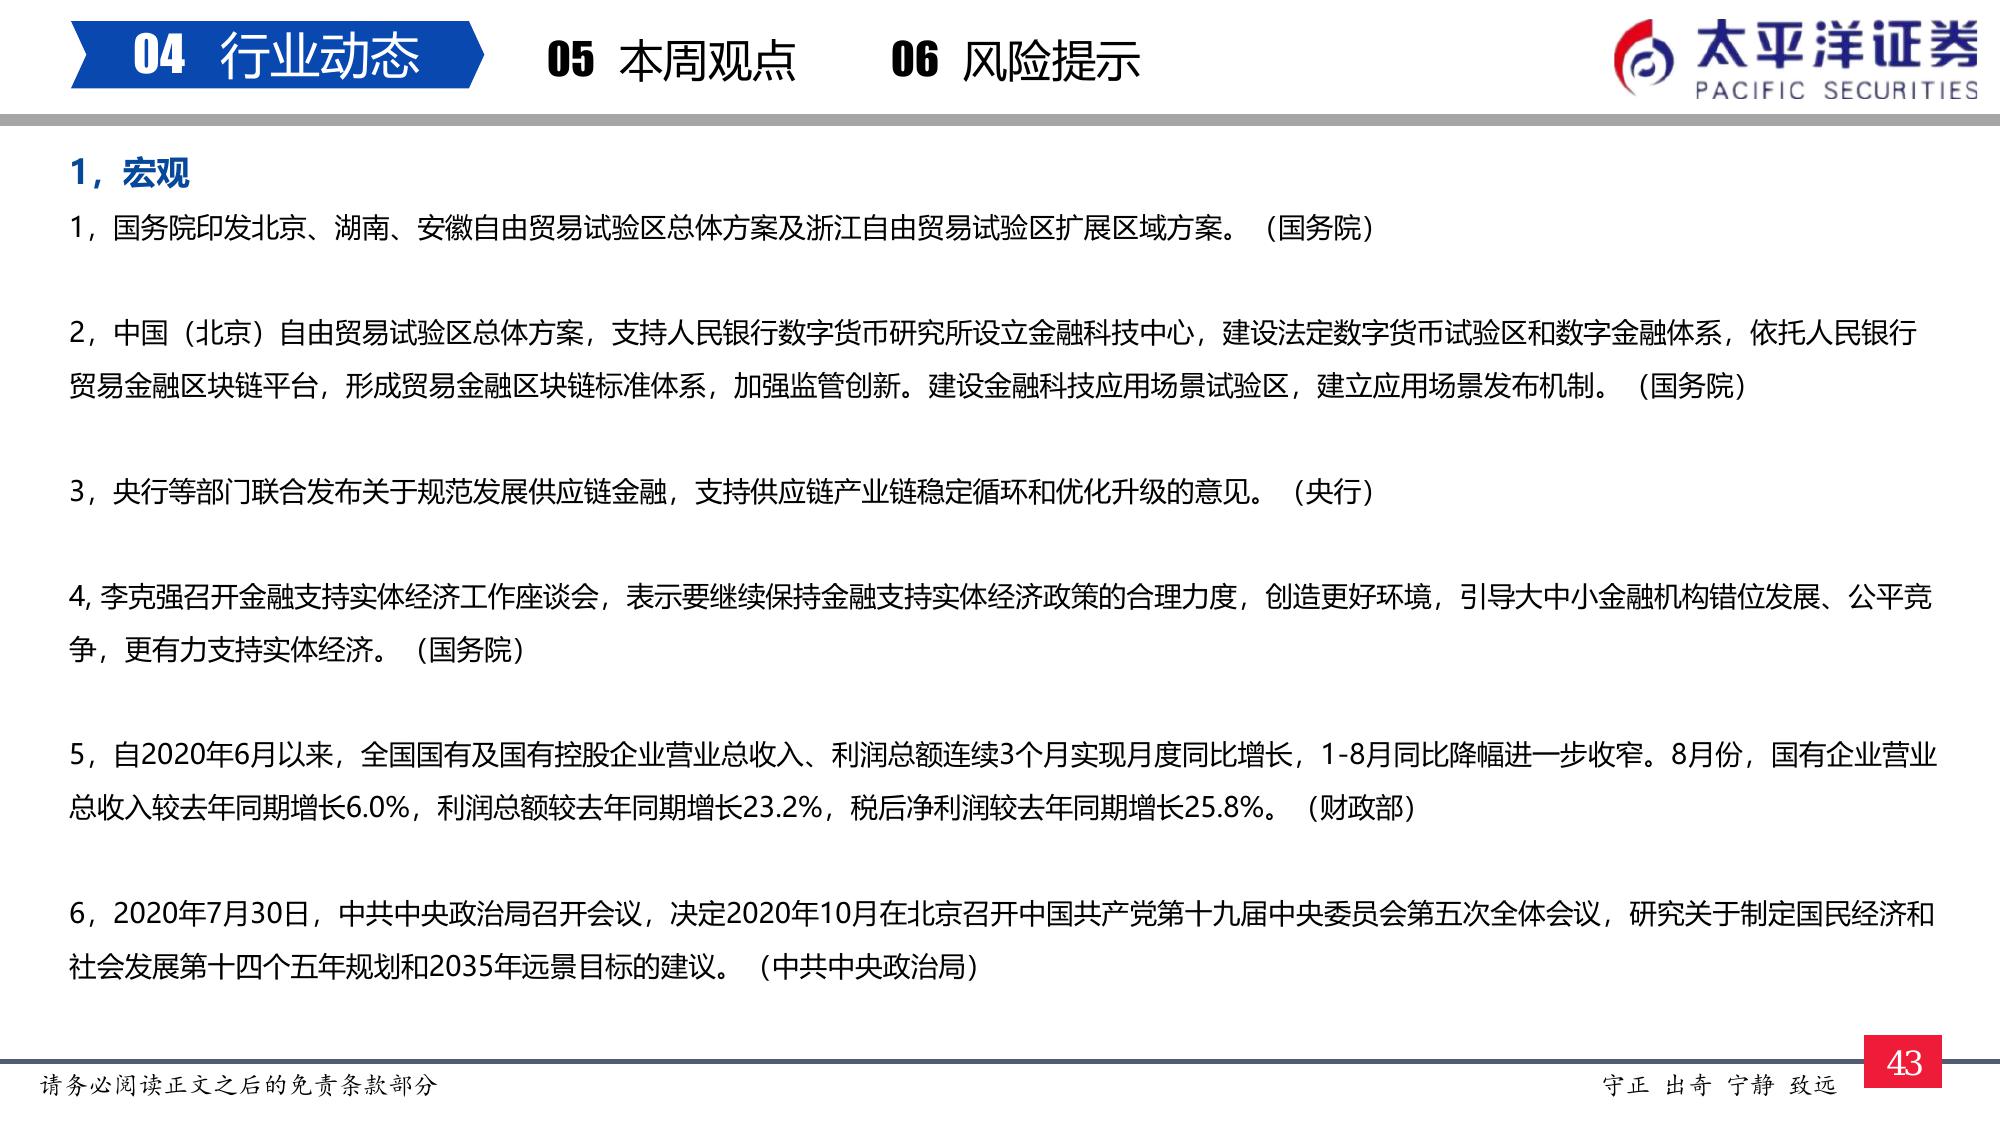 04 行业动态
05 本周观点
06 风险提示
太平洋证券
PACIFIC SECURITIES
1，宏观
1，国务院印发北京、湖南、安徽自由贸易试验区总体方案及浙江自由贸易试验区扩展区域方案。（国务院）
2，中国（北京）自由贸易试验区总体方案，支持人民银行数字货币研究所设立金融科技中心，建设法定数字货币试验区和数字金融体系，依托人民银行
贸易金融区块链平台，形成贸易金融区块链标准体系，加强监管创新。建设金融科技应用场景试验区，建立应用场景发布机制。（国务院）
3，央行等部门联合发布关于规范发展供应链金融，支持供应链产业链稳定循环和优化升级的意见。（央行）
4, 李克强召开金融支持实体经济工作座谈会，表示要继续保持金融支持实体经济政策的合理力度，创造更好环境，引导大中小金融机构错位发展、公平竞
争，更有力支持实体经济。（国务院）
5，自2020年6月以来，全国国有及国有控股企业营业总收入、利润总额连续3个月实现月度同比增长，1-8月同比降幅进一步收窄。8月份，国有企业营业
总收入较去年同期增长6.0%，利润总额较去年同期增长23.2%，税后净利润较去年同期增长25.8%。（财政部）
6，2020年7月30日，中共中央政治局召开会议，决定2020年10月在北京召开中国共产党第十九届中央委员会第五次全体会议，研究关于制定国民经济和
社会发展第十四个五年规划和2035年远景目标的建议。（中共中央政治局）
请务必阅读正文之后的免责条款部分
守正 出奇 宁静 致远
43